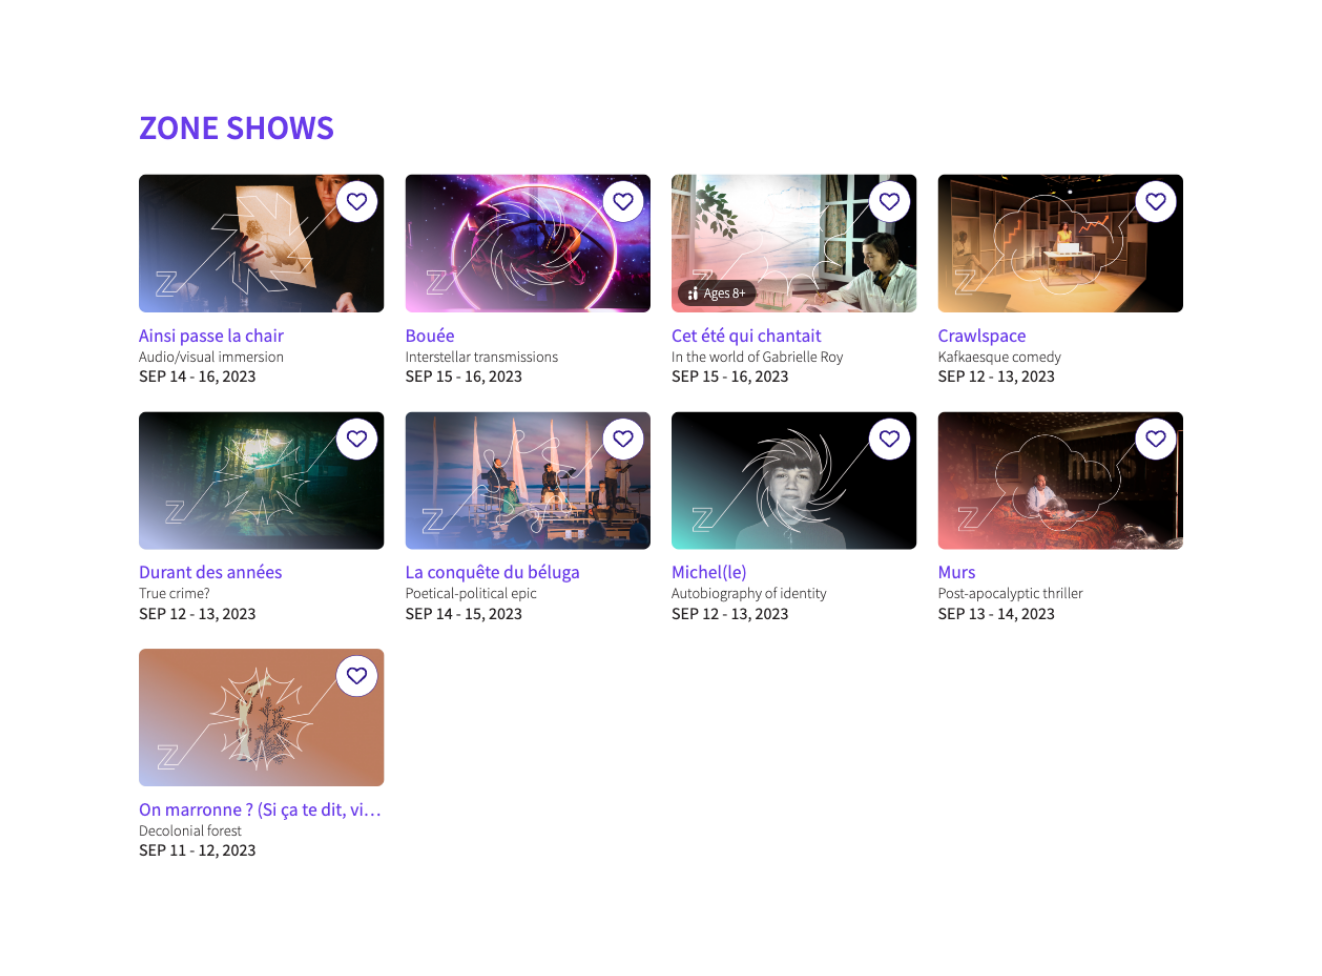 ZONE SHOWS
Ages 8+
Ainsi passe la chair
Audio/visual immersion
SEP 14 - 16, 2023
Bouée
Interstellar transmissions
SEP 15 - 16, 2023
Cet été qui chantait
In the world of Gabrielle Roy
SEP 15 - 16, 2023
Crawlspace
Kafkaesque comedy
SEP 12 - 13, 2023
murs
Durant des années
True crime?
SEP 12 - 13, 2023
La conquête du béluga
Poetical-political epic
SEP 14 - 15, 2023
Michel(le)
Autobiography of identity
SEP 12 - 13, 2023
Murs
Post-apocalyptic thriller
SEP 13 - 14, 2023
On marronne ? (Si ça te dit, vi…
Decolonial forest
SEP 11 - 12, 2023